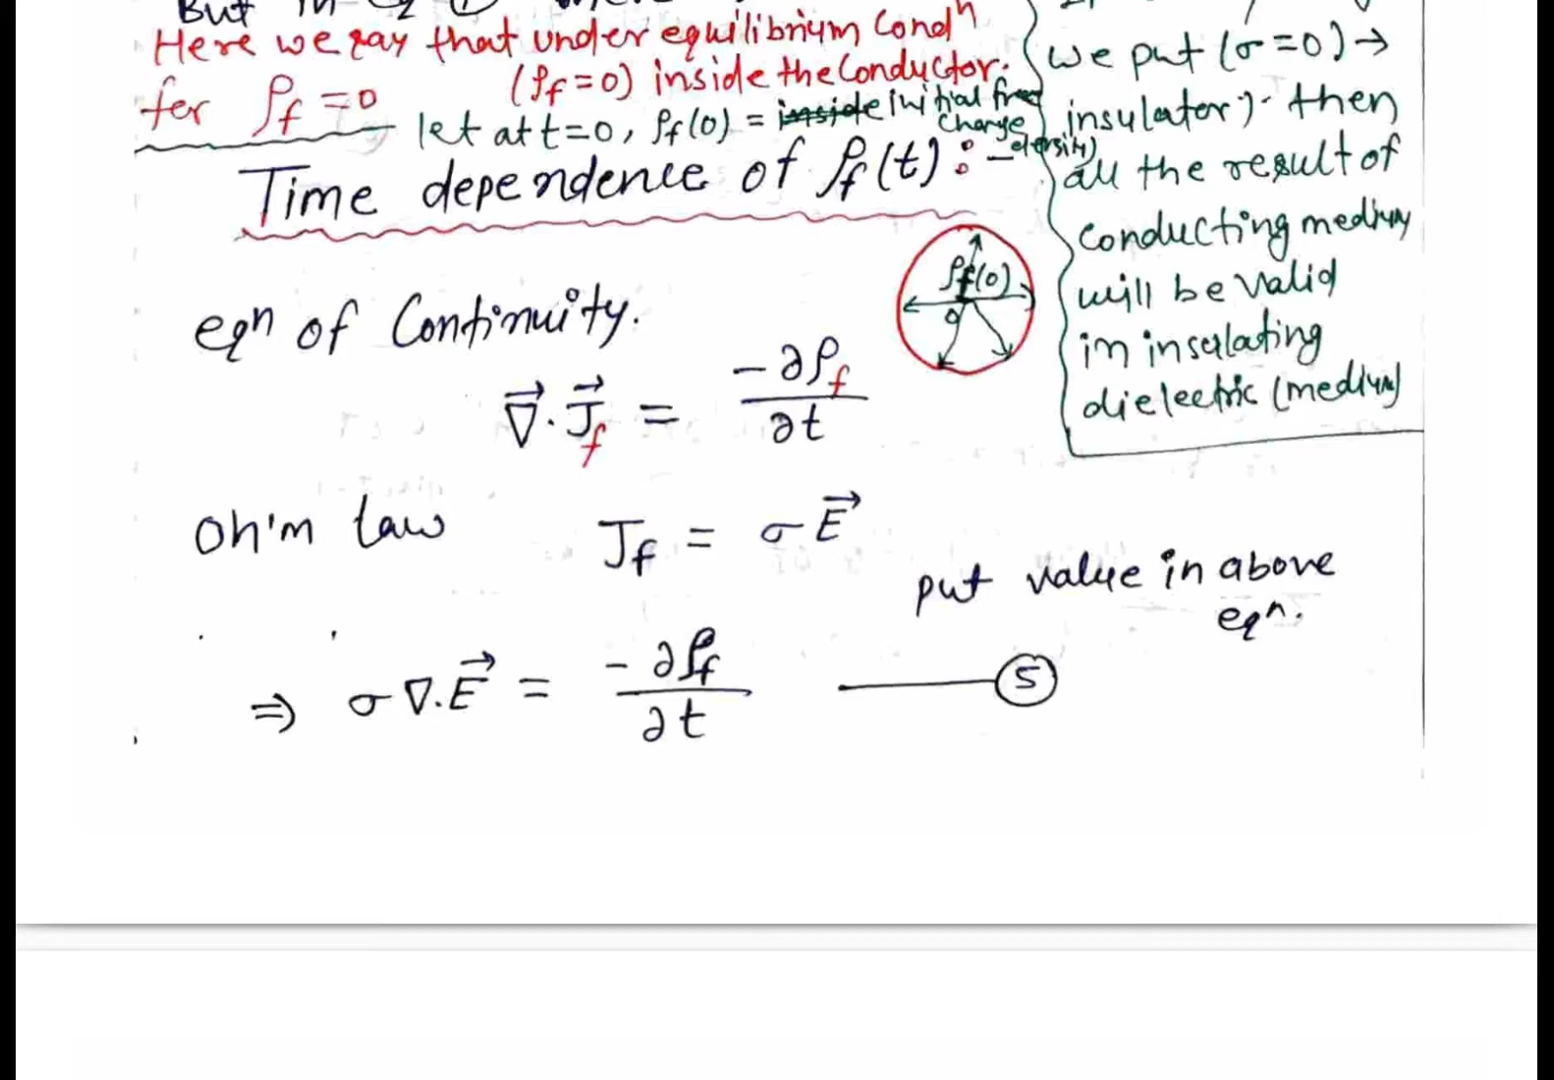 But in
Here we say that under equilibrium Condⁿ
for ρf = 0 (ρf = 0) inside the Conductor.
let at t=0, ρf(0) = initial free
charge density)
Time dependence of ρf(t) : -
ρf(0)
eqⁿ of Continuity.
∇⃗.J⃗f = -∂ρf/∂t
Oh'm law Jf = σE⃗
put value in above
eqⁿ.
⇒ σ∇.E⃗ = -∂ρf/∂t ——— ⑤
we put (σ=0) →
insulator). then
all the result of
conducting medium
will be valid
in insulating
dielectric (medium)